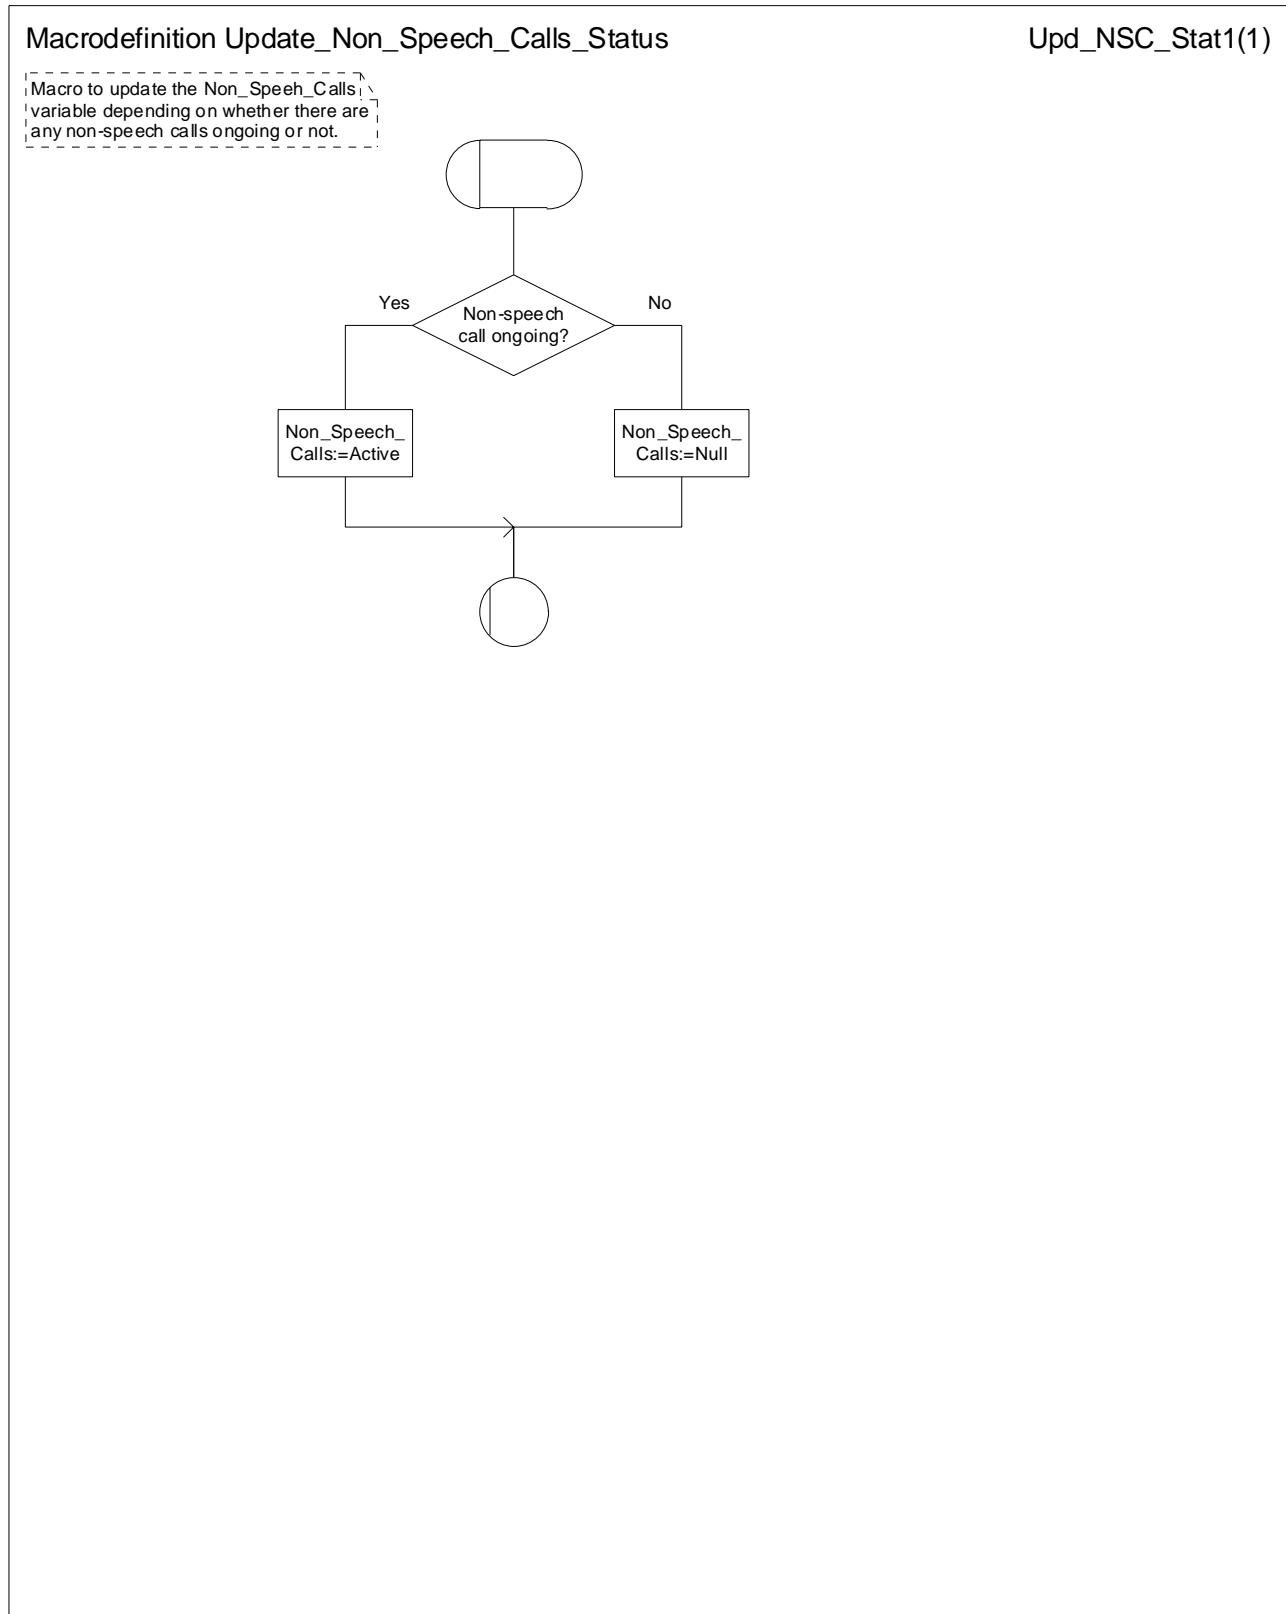 Macrodefinition Update_Non_Speech_Calls_Status
Upd_NSC_Stat1(1)
Macro to update the Non_Speeh_Calls
variable depending on whether there are
any non-speech calls ongoing or not.
Yes
No
Non-speech
call ongoing?
Non_Speech_
Calls:=Active
Non_Speech_
Calls:=Null